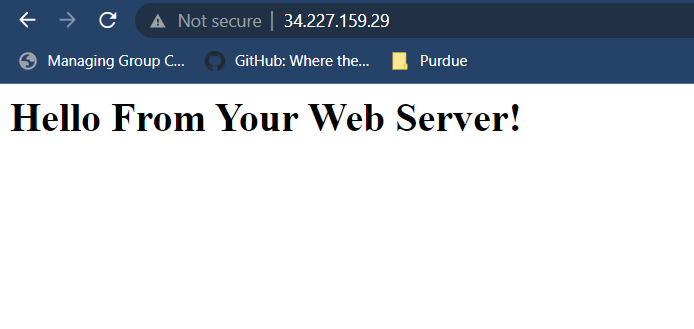 Not secure | 34.227.159.29
Managing Group C... GitHub: Where the... Purdue
Hello From Your Web Server!